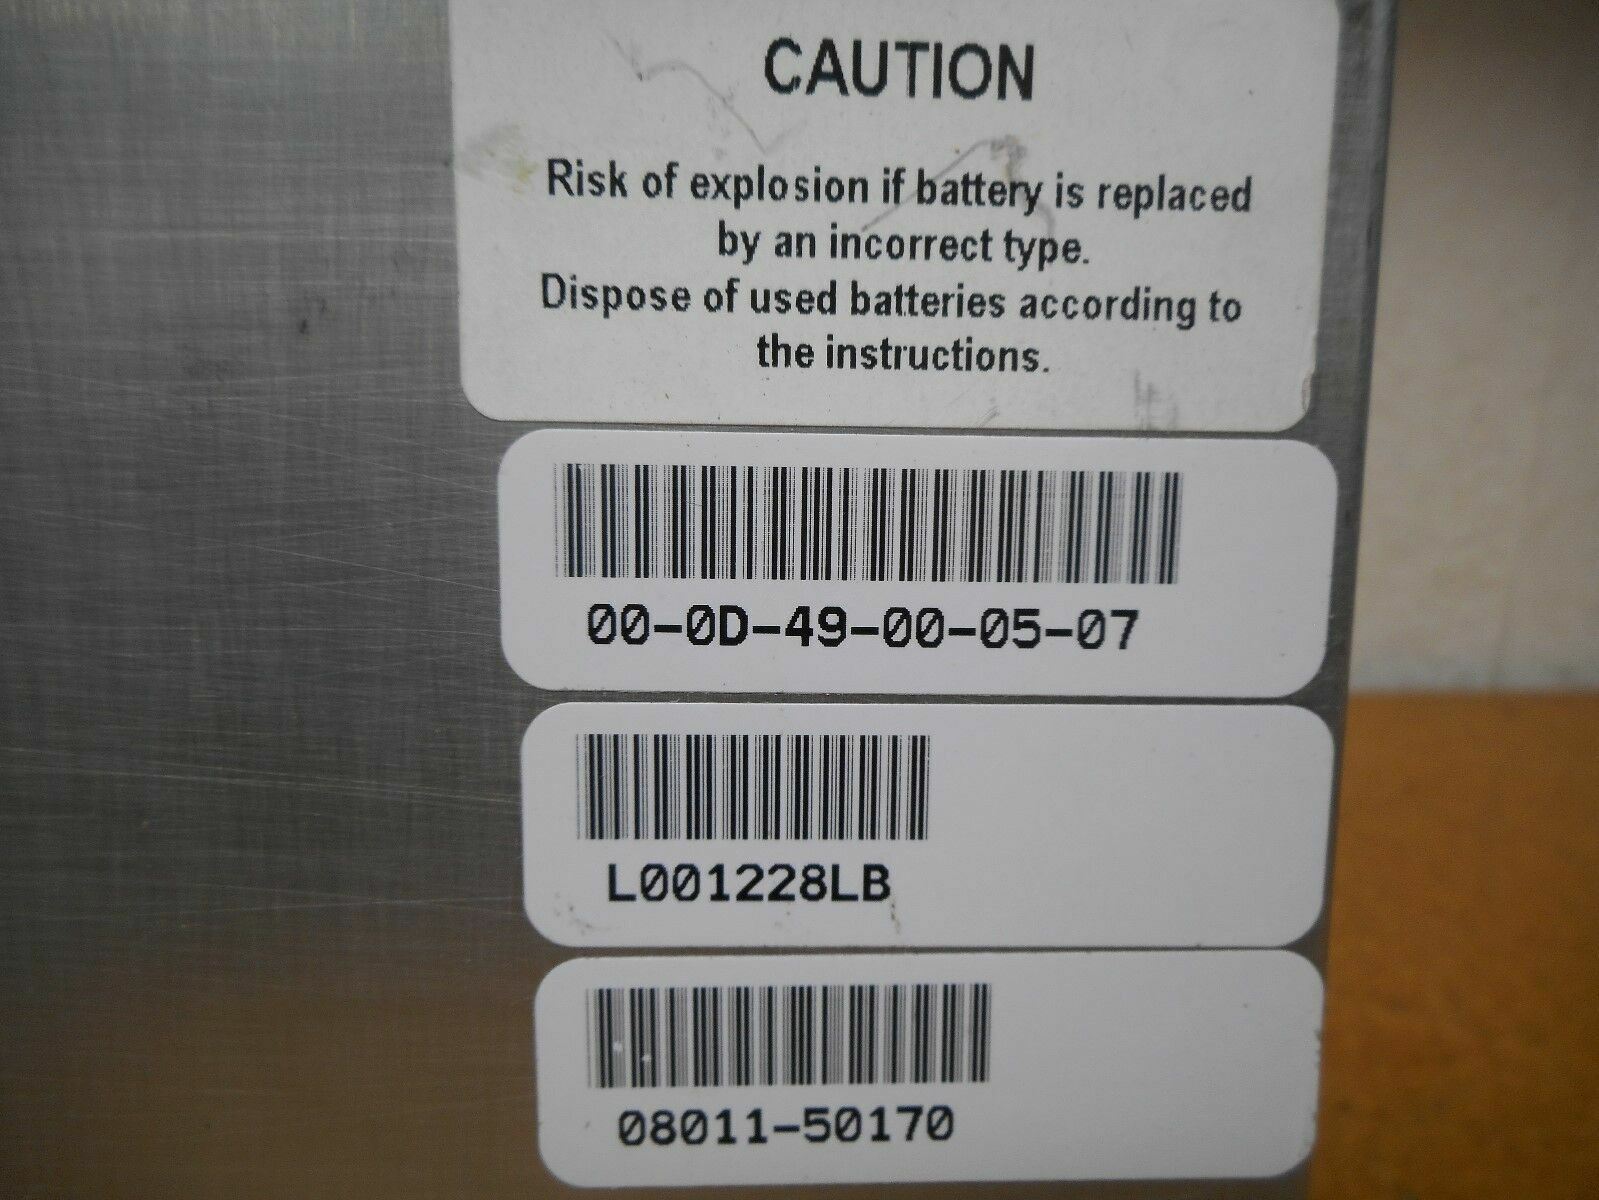 CAUTION
Risk of explosion if battery is replaced
by an incorrect type.
Dispose of used batteries according to
the instructions.
00-0D-49-00-05-07
L001228LB
08011-50170